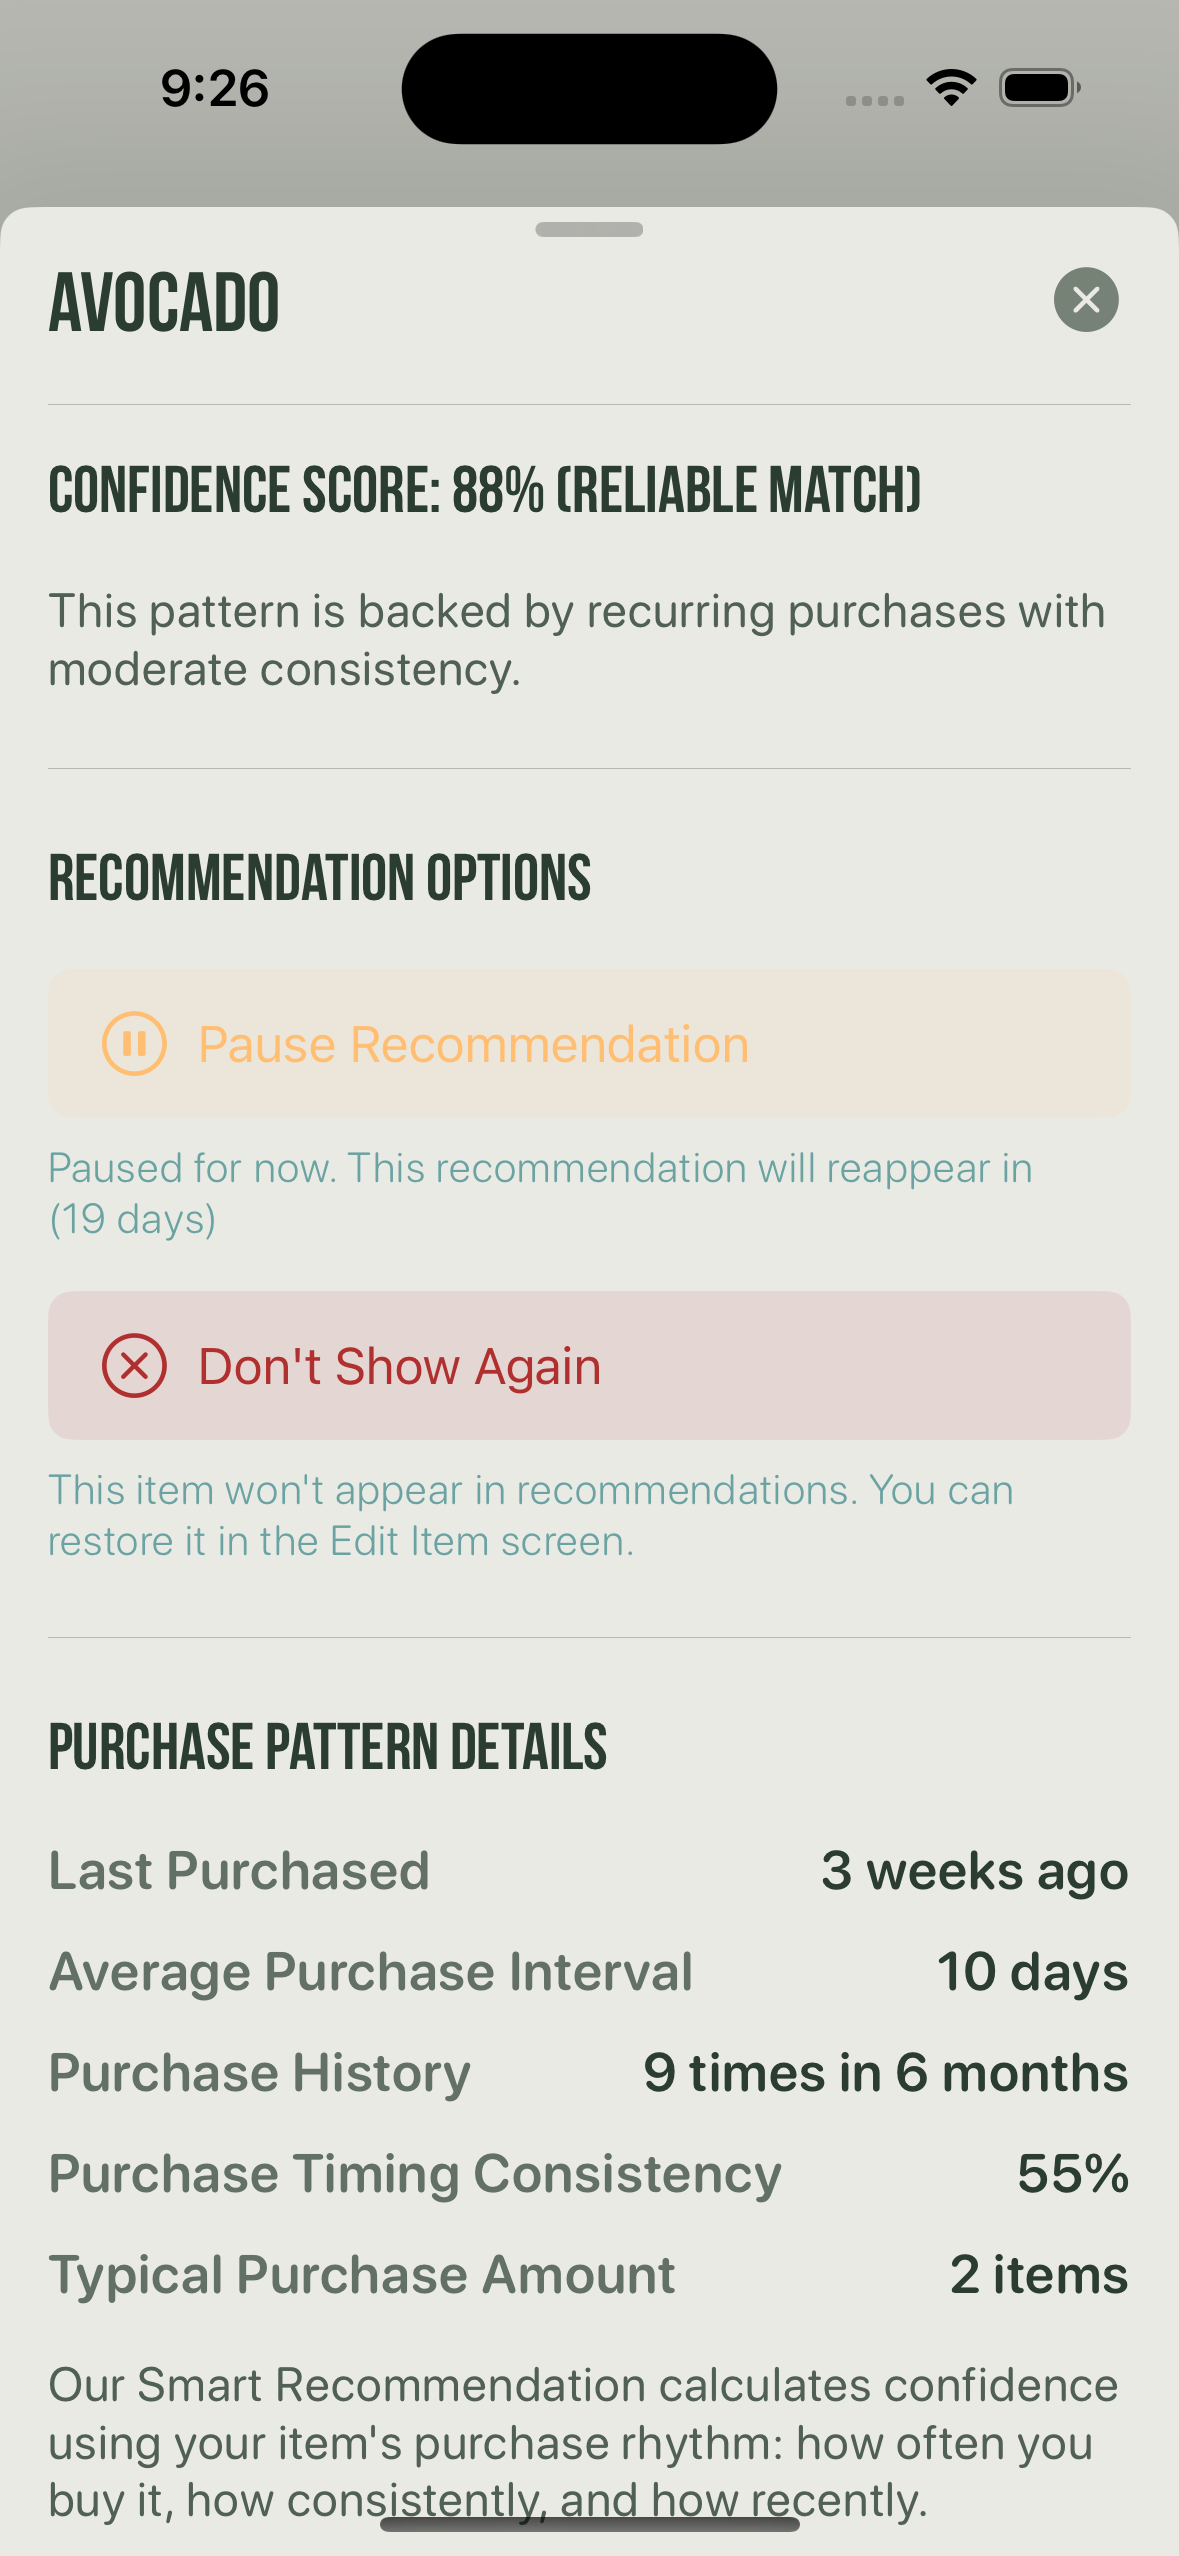 9:26
AVOCADO
CONFIDENCE SCORE: 88% (RELIABLE MATCH)
This pattern is backed by recurring purchases with
moderate consistency.
RECOMMENDATION OPTIONS
Pause Recommendation
Paused for now. This recommendation will reappear in
(19 days)
Don't Show Again
This item won't appear in recommendations. You can
restore it in the Edit Item screen.
PURCHASE PATTERN DETAILS
Last Purchased 3 weeks ago
Average Purchase Interval 10 days
Purchase History 9 times in 6 months
Purchase Timing Consistency 55%
Typical Purchase Amount 2 items
Our Smart Recommendation calculates confidence
using your item's purchase rhythm: how often you
buy it, how consistently, and how recently.